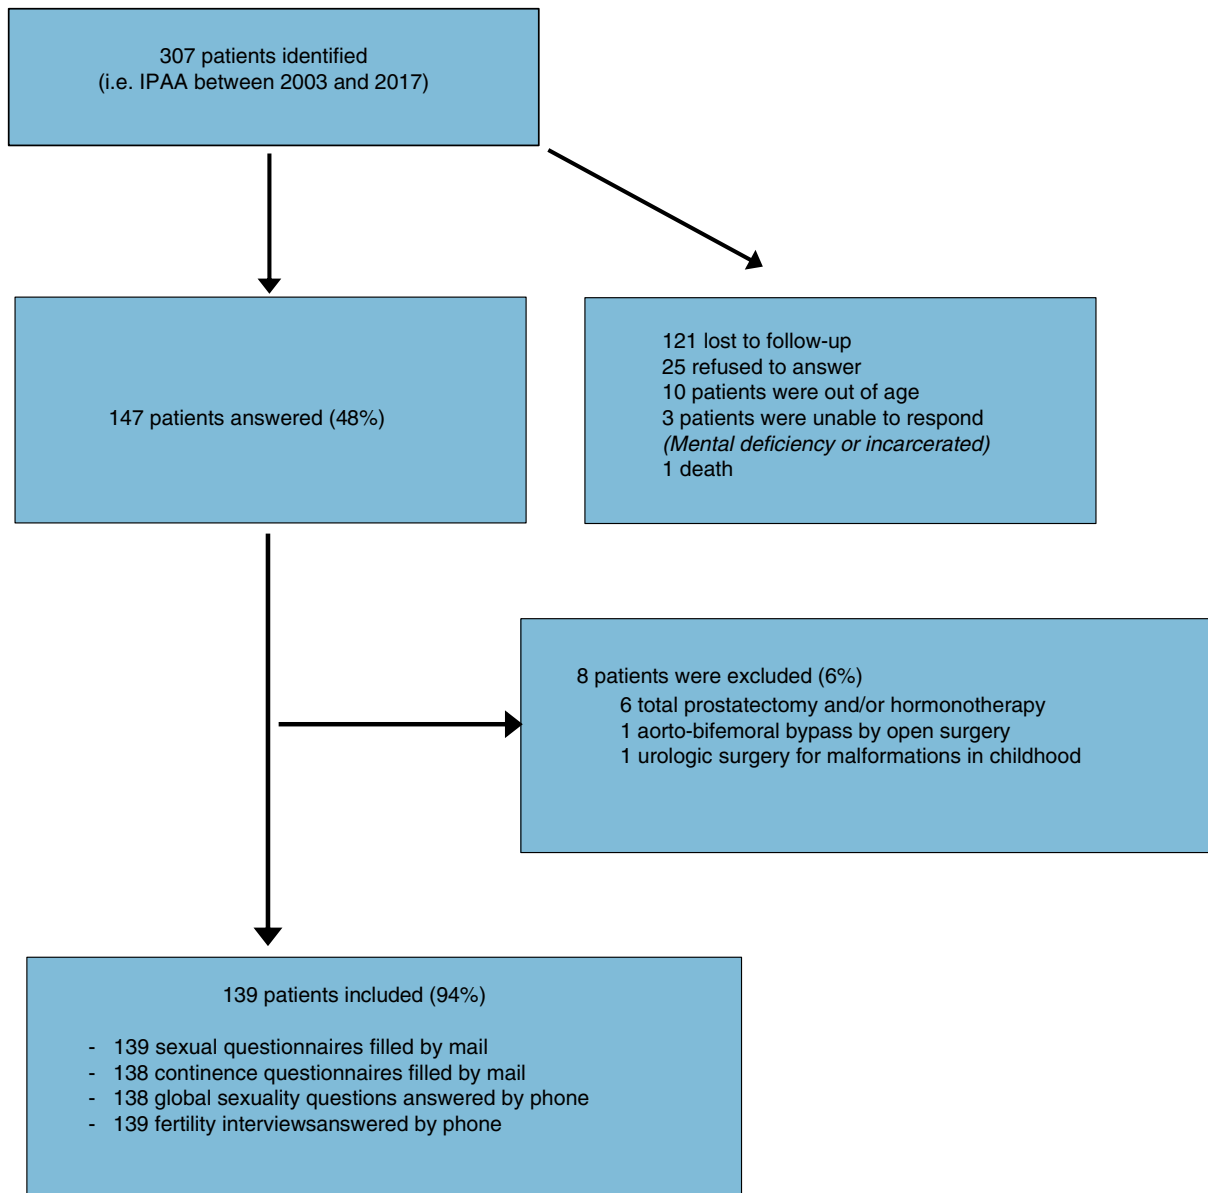 307 patients identified
(i.e. IPAA between 2003 and 2017)
147 patients answered (48%)
121 lost to follow-up
25 refused to answer
10 patients were out of age
3 patients were unable to respond
(Mental deficiency or incarcerated)
1 death
8 patients were excluded (6%)
6 total prostatectomy and/or hormonotherapy
1 aorto-bifemoral bypass by open surgery
1 urologic surgery for malformations in childhood
139 patients included (94%)
- 139 sexual questionnaires filled by mail
- 138 continence questionnaires filled by mail
- 138 global sexuality questions answered by phone
- 139 fertility interviewsanswered by phone